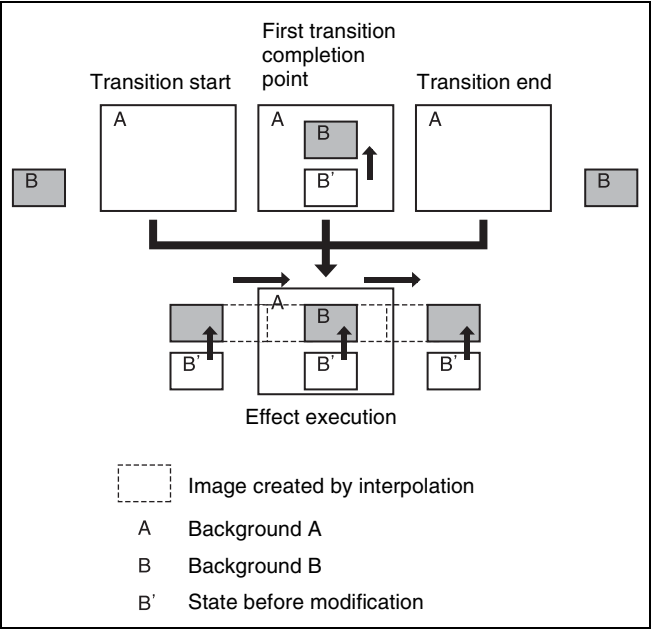 First transition
completion
point
Transition start
Transition end
A
A
A
B
B
B
B'
A
B
B'
B'
B'
Effect execution
Image created by interpolation
A Background A
B Background B
B' State before modification